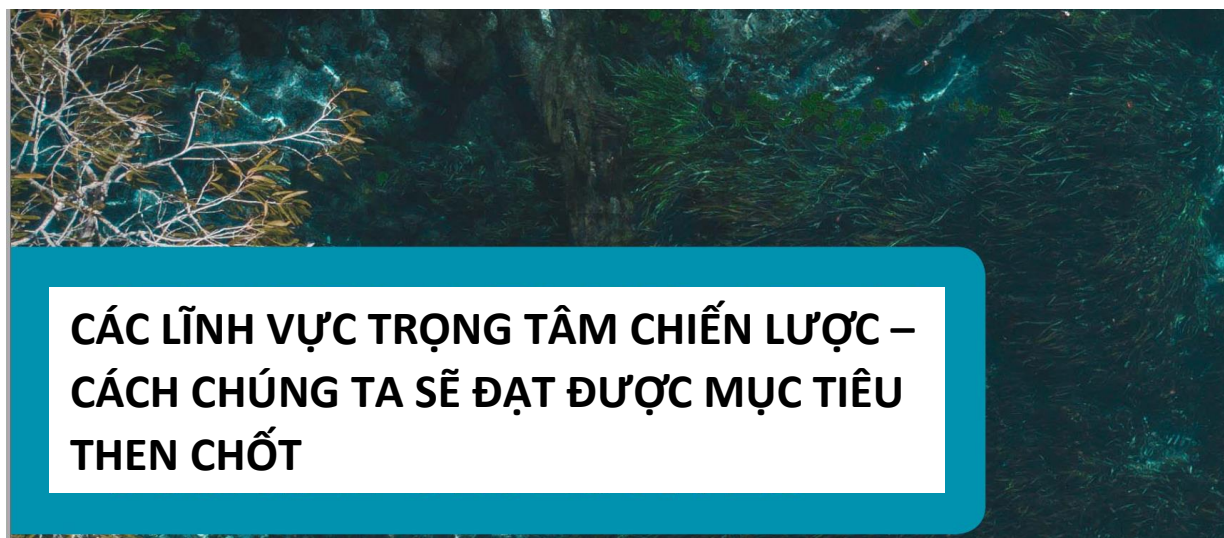 CÁC LĨNH VỰC TRỌNG TÂM CHIẾN LƯỢC –
CÁCH CHÚNG TA SẼ ĐẠT ĐƯỢC MỤC TIÊU
THEN CHỐT